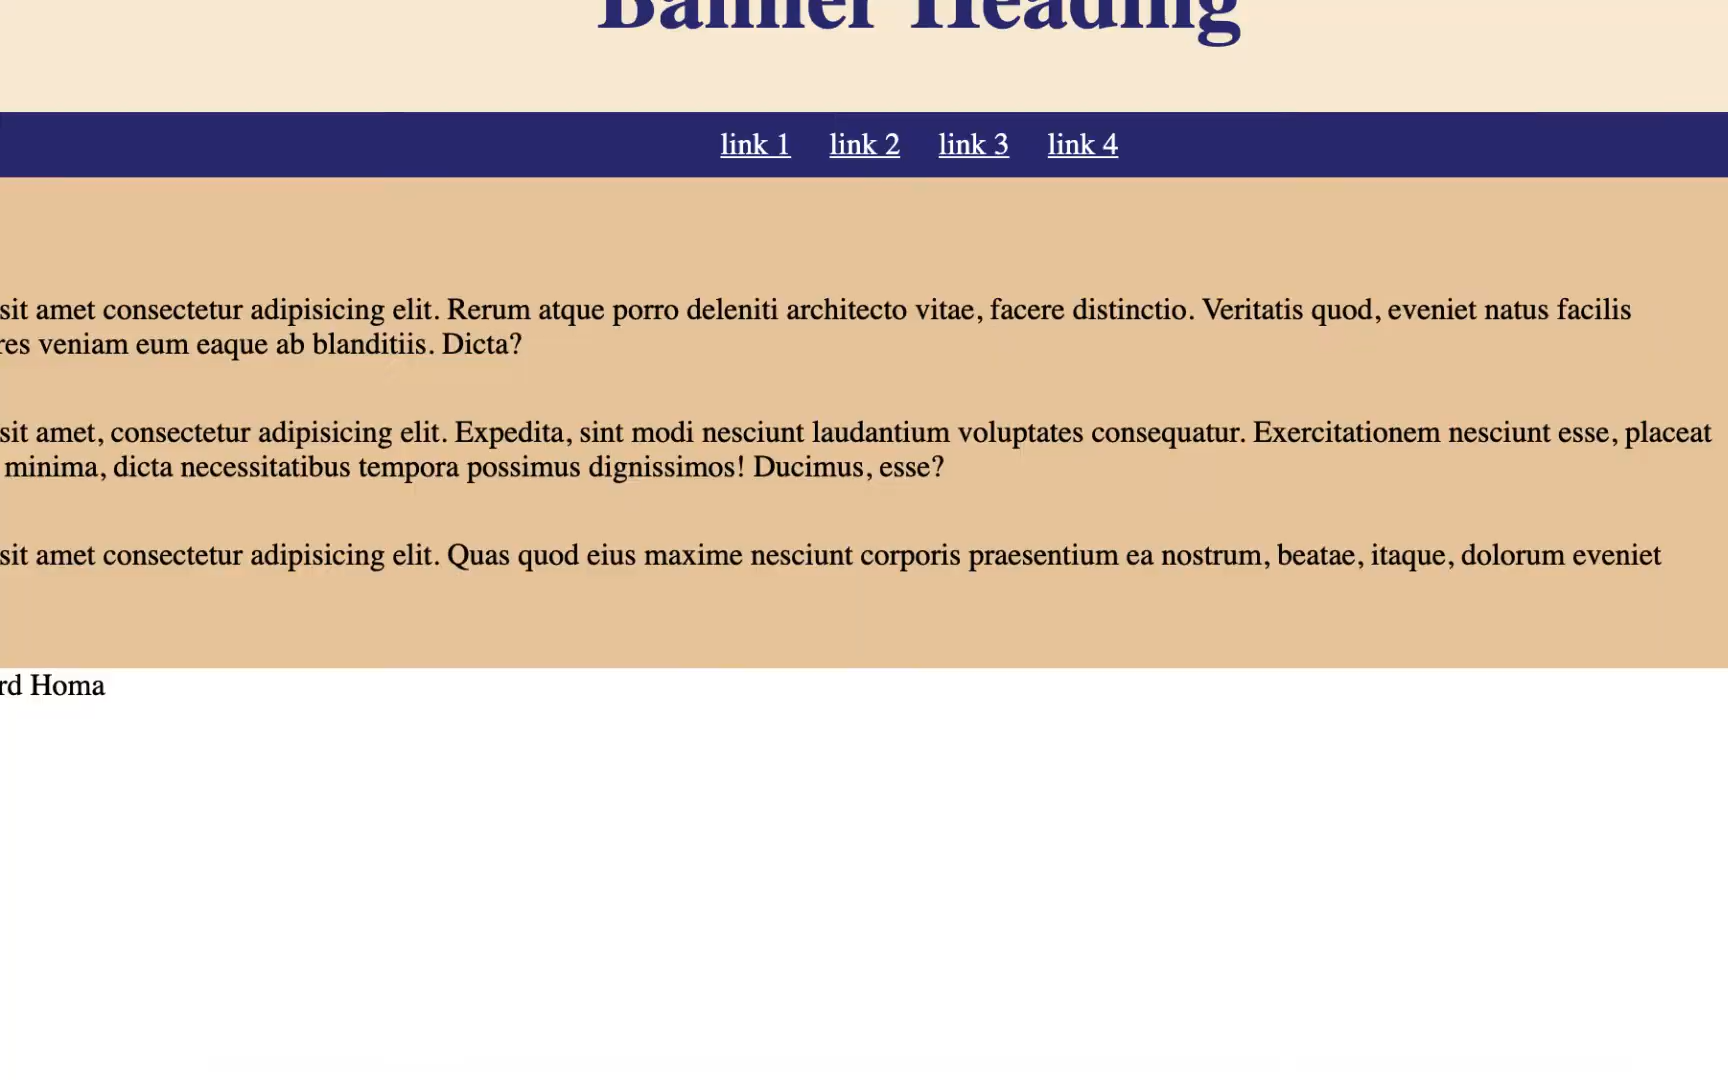 Banner Heading
link 1 link 2 link 3 link 4
sit amet consectetur adipisicing elit. Rerum atque porro deleniti architecto vitae, facere distinctio. Veritatis quod, eveniet natus facilis
res veniam eum eaque ab blanditiis. Dicta?
sit amet, consectetur adipisicing elit. Expedita, sint modi nesciunt laudantium voluptates consequatur. Exercitationem nesciunt esse, placeat
minima, dicta necessitatibus tempora possimus dignissimos! Ducimus, esse?
sit amet consectetur adipisicing elit. Quas quod eius maxime nesciunt corporis praesentium ea nostrum, beatae, itaque, dolorum eveniet
rd Homa